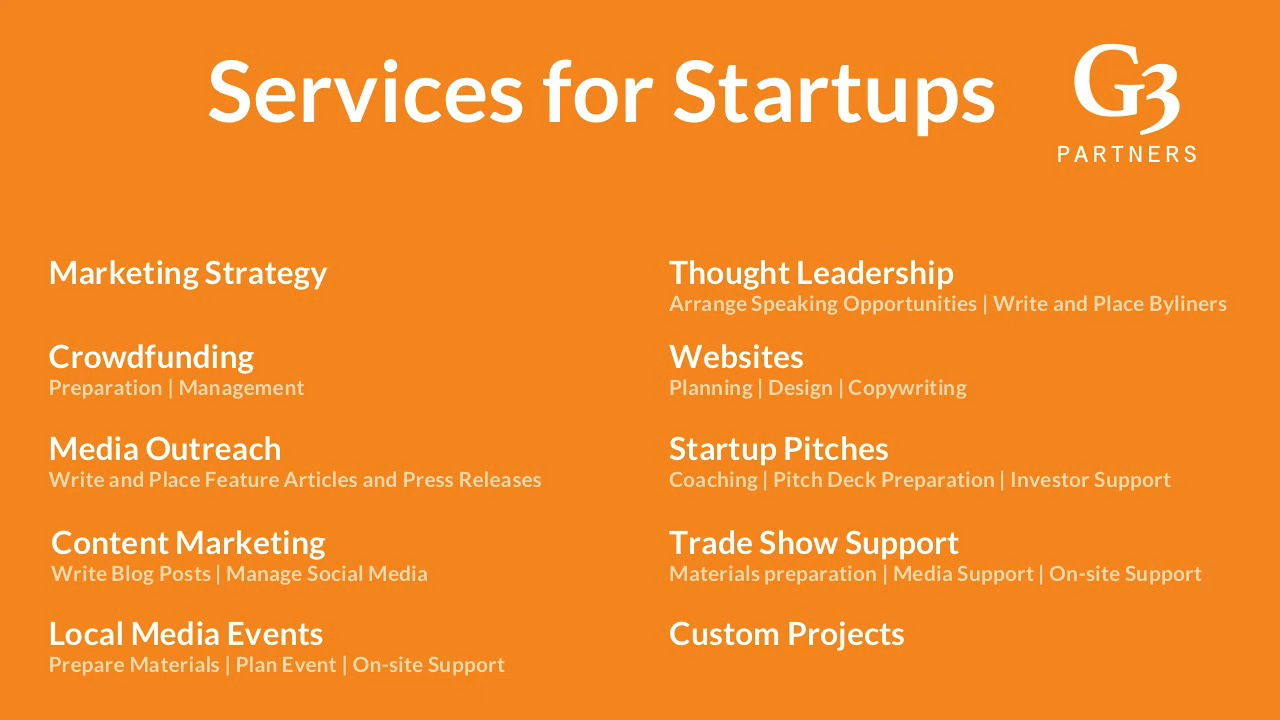 Services for Startups
G3
PARTNERS
Marketing Strategy
Crowdfunding
Preparation | Management
Media Outreach
Write and Place Feature Articles and Press Releases
Content Marketing
Write Blog Posts | Manage Social Media
Local Media Events
Prepare Materials | Plan Event | On-site Support
Thought Leadership
Arrange Speaking Opportunities | Write and Place Byliners
Websites
Planning | Design | Copywriting
Startup Pitches
Coaching | Pitch Deck Preparation | Investor Support
Trade Show Support
Materials preparation | Media Support | On-site Support
Custom Projects